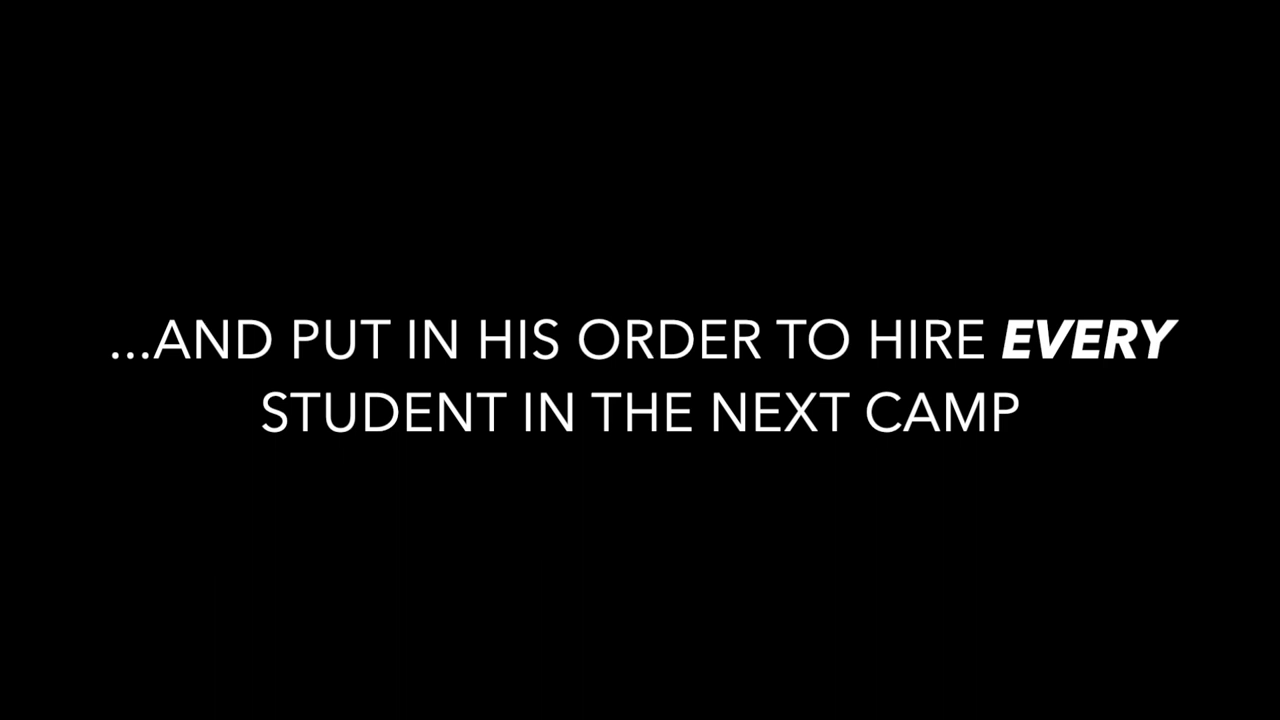 ...AND PUT IN HIS ORDER TO HIRE EVERY
STUDENT IN THE NEXT CAMP